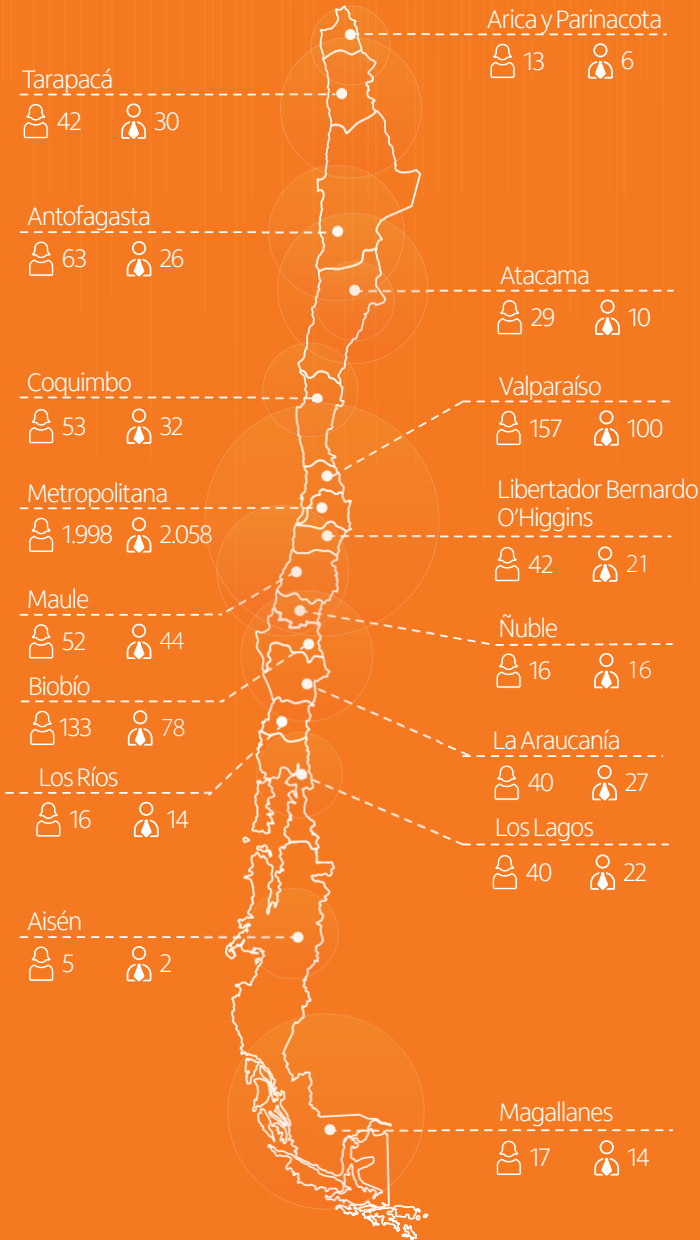 Arica y Parinacota
13 6
Tarapacá
42 30
Antofagasta
63 26
Atacama
29 10
Coquimbo
53 32
Valparaíso
157 100
Metropolitana
1.998 2.058
Libertador Bernardo
O'Higgins
42 21
Maule
52 44
Ñuble
16 16
Biobío
133 78
La Araucanía
40 27
Los Ríos
16 14
Los Lagos
40 22
Aisén
5 2
Magallanes
17 14